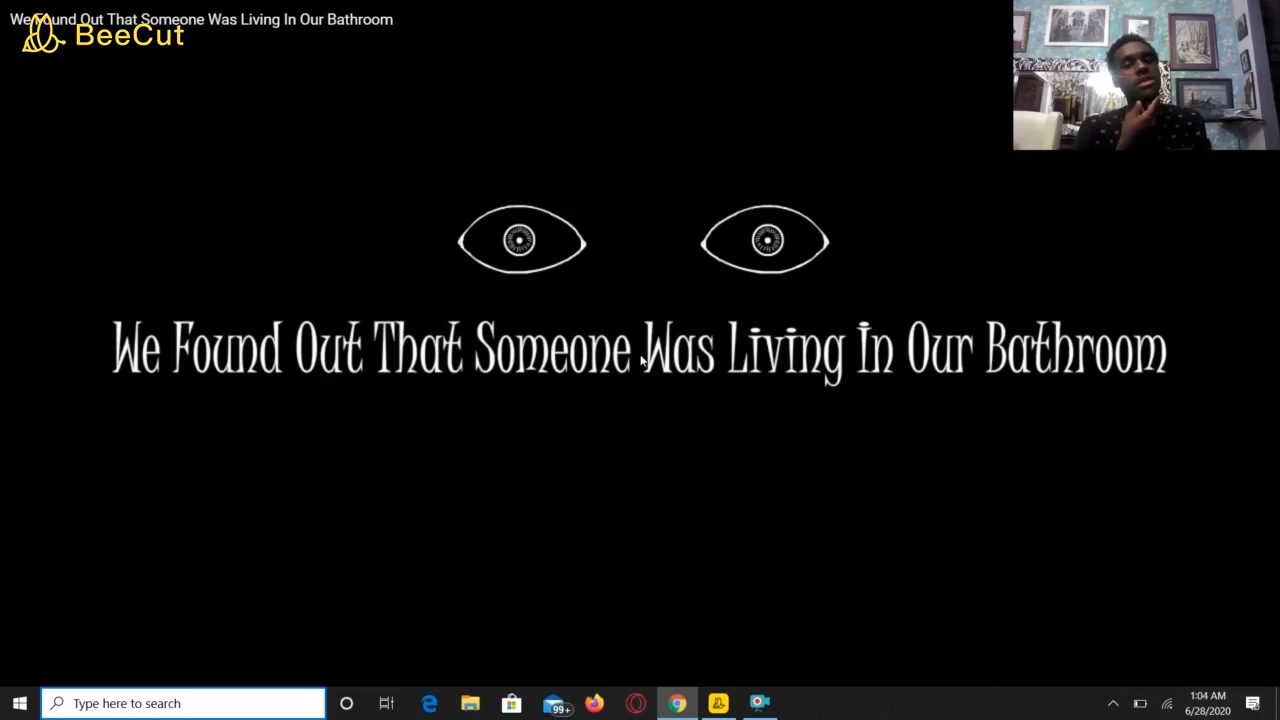 We Found Out That Someone Was Living In Our Bathroom
BeeCut
We Found Out That Someone Was Living In Our Bathroom
Type here to search
99+
1:04 AM
6/28/2020